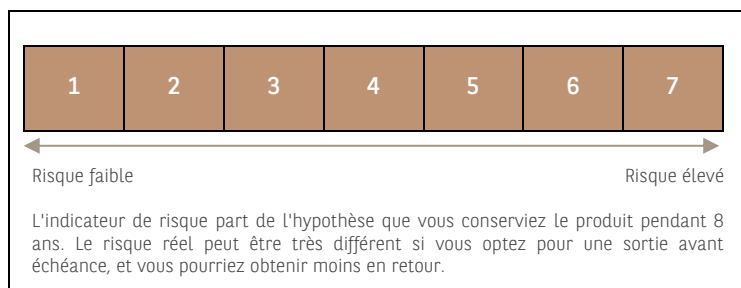 1 2 3 4 5 6 7
Risque faible Risque élevé
L'indicateur de risque part de l'hypothèse que vous conserviez le produit pendant 8
ans. Le risque réel peut être très différent si vous optez pour une sortie avant
échéance, et vous pourriez obtenir moins en retour.